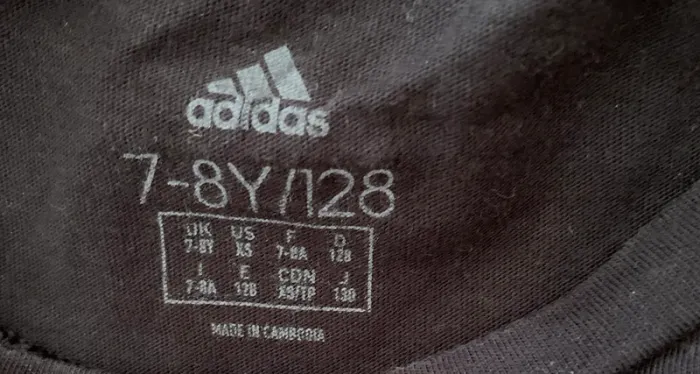 adidas
7-8Y/128
UK US F D
7-8Y XS 7-8A 128
I E CDN J
7-8A 128 XS/TP 130
MADE IN CAMBODIA